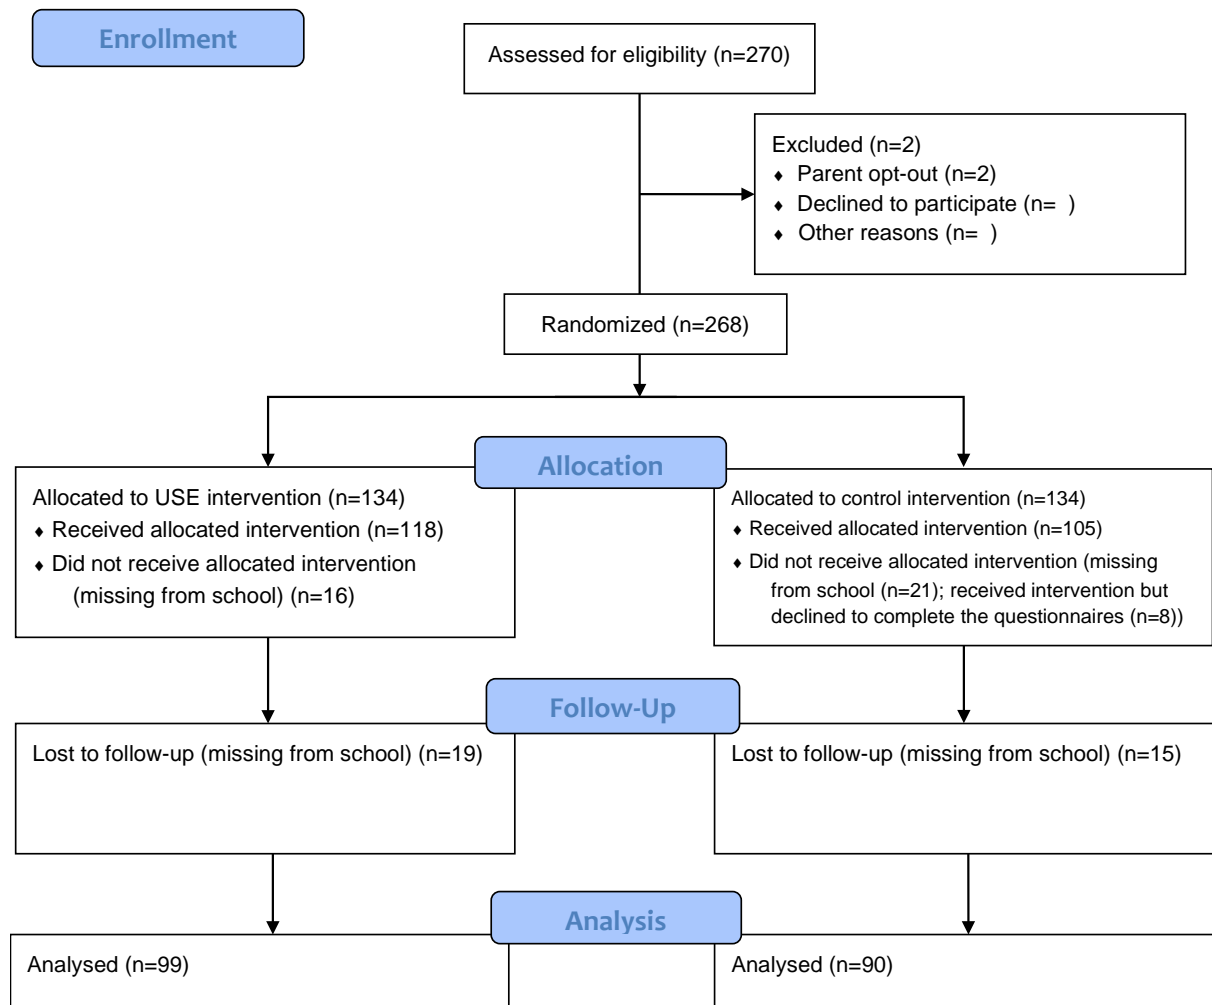 Enrollment
Assessed for eligibility (n=270)
Excluded (n=2)
♦ Parent opt-out (n=2)
♦ Declined to participate (n= )
♦ Other reasons (n= )
Randomized (n=268)
Allocation
Allocated to USE intervention (n=134)
♦ Received allocated intervention (n=118)
♦ Did not receive allocated intervention
(missing from school) (n=16)
Allocated to control intervention (n=134)
♦ Received allocated intervention (n=105)
♦ Did not receive allocated intervention (missing
from school (n=21); received intervention but
declined to complete the questionnaires (n=8))
Follow-Up
Lost to follow-up (missing from school) (n=19)
Lost to follow-up (missing from school) (n=15)
Analysis
Analysed (n=99)
Analysed (n=90)